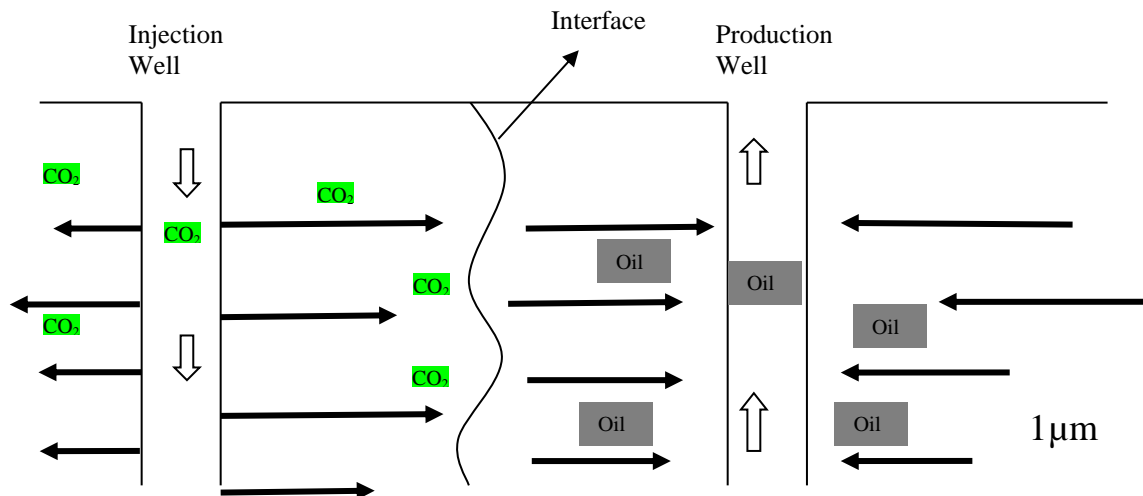 Injection
Well
Interface
Production
Well
CO₂
CO₂
CO₂
Oil
Oil
CO₂
CO₂
Oil
CO₂
Oil
Oil
1µm